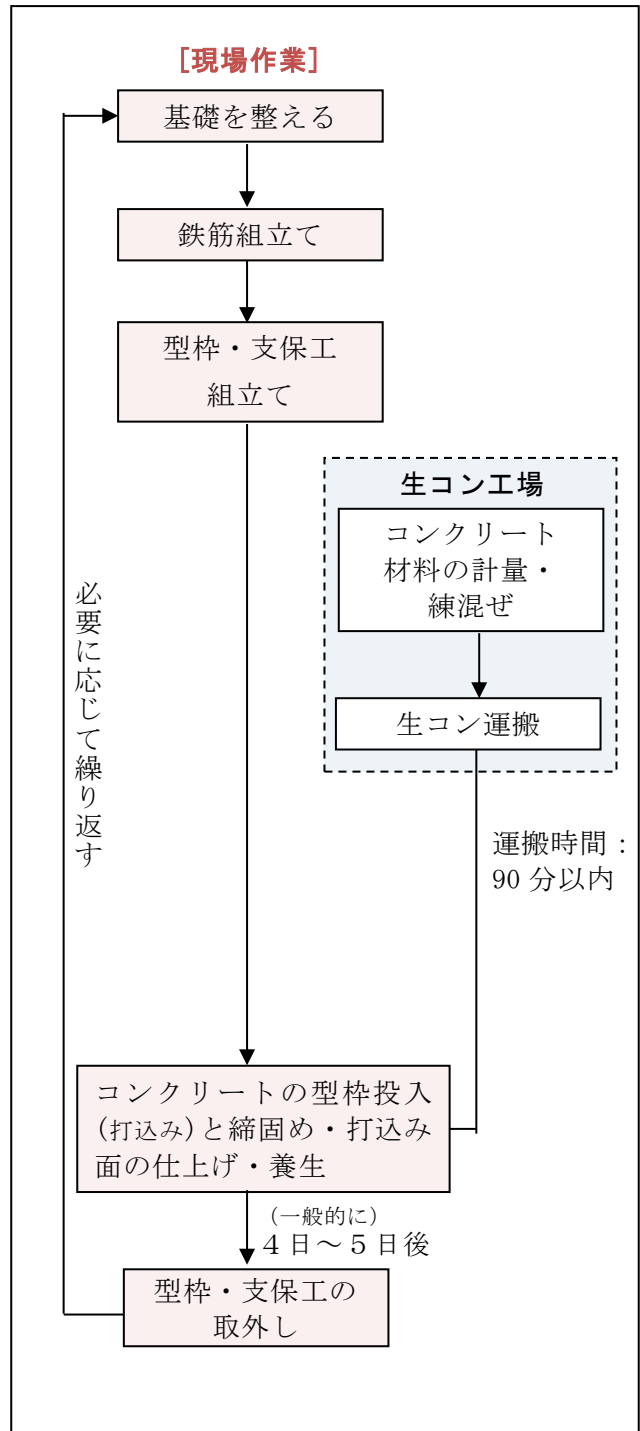 [現場作業]
基礎を整える
鉄筋組立て
型枠・支保工
組立て
生コン工場
コンクリート
材料の計量・
練混ぜ
生コン運搬
運搬時間：
90 分以内
必要に応じて繰り返す
コンクリートの型枠投入
(打込み)と締固め・打込み
面の仕上げ・養生
（一般的に）
４日～５日後
型枠・支保工の
取外し